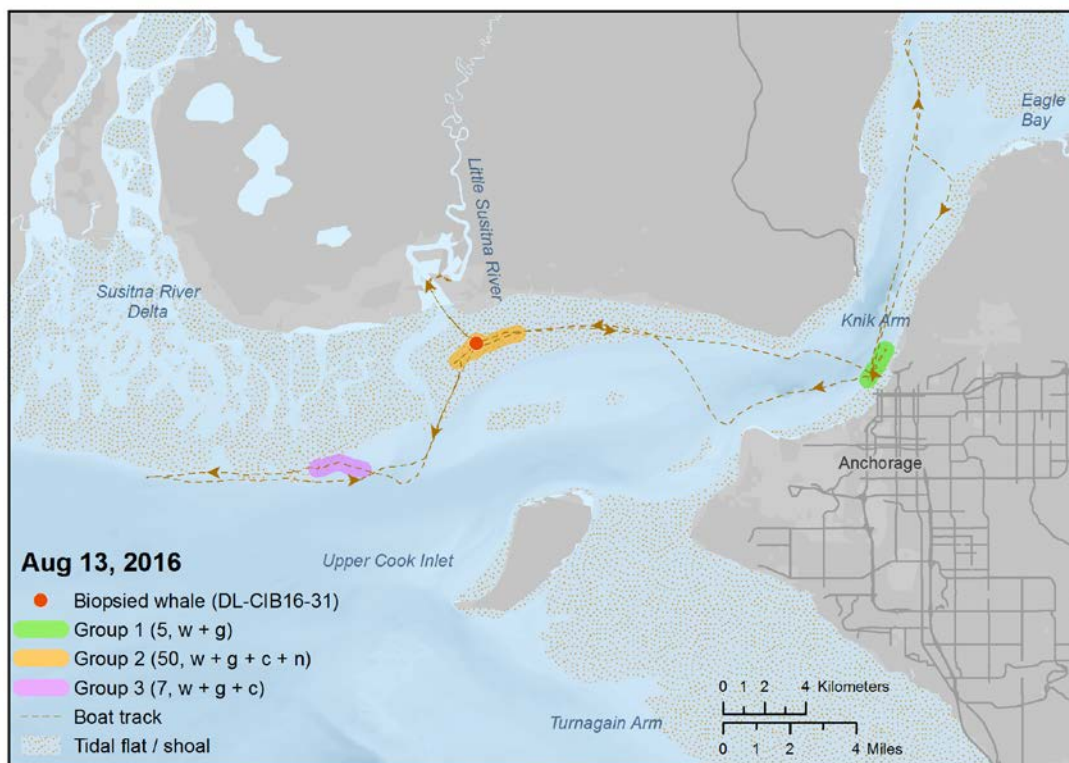 Eagle
Bay
Little Susitna River
Susitna River
Delta
Knik Arm
Anchorage
Upper Cook Inlet
Turnagain Arm
Aug 13, 2016
Biopsied whale (DL-CIB16-31)
Group 1 (5, w + g)
Group 2 (50, w + g + c + n)
Group 3 (7, w + g + c)
Boat track
Tidal flat / shoal
0 1 2 4 Kilometers
0 1 2 4 Miles